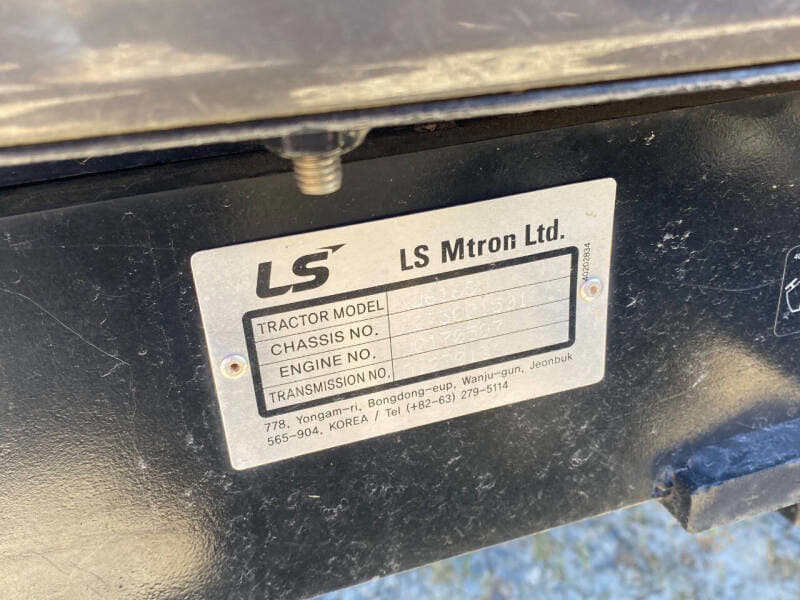 LS LS Mtron Ltd.
TRACTOR MODEL
CHASSIS NO.
ENGINE NO.
TRANSMISSION NO.
778, Yongam-ri, Bongdong-eup, Wanju-gun, Jeonbuk
565-904, KOREA / Tel (+82-63) 279-5114
40202834